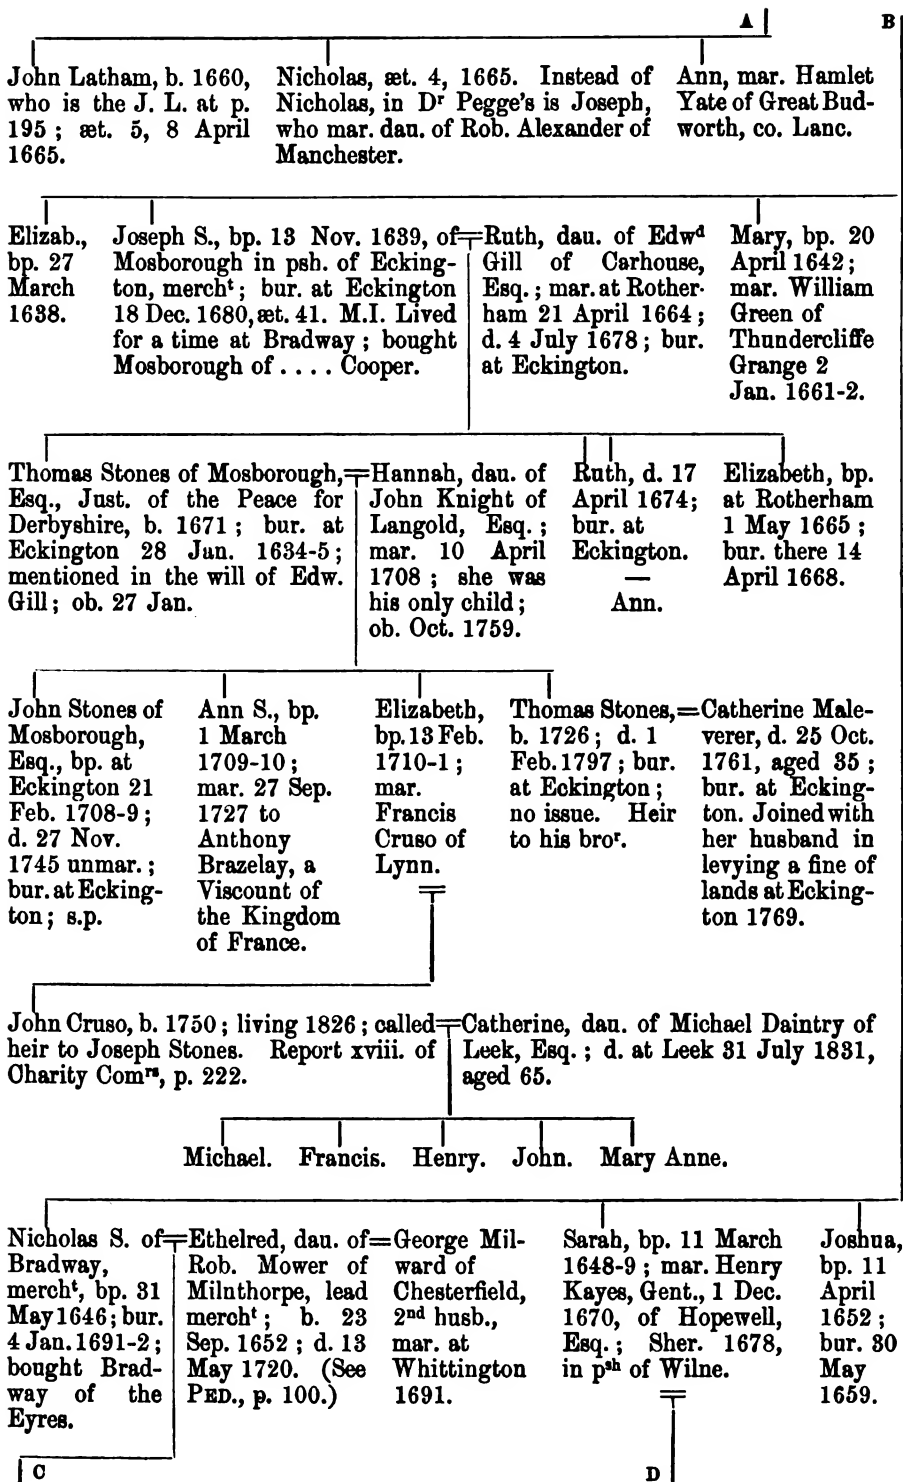 A B
John Latham, b. 1660,
who is the J. L. at p.
195 ; æt. 5, 8 April
1665.
Nicholas, æt. 4, 1665. Instead of
Nicholas, in Dʳ Pegge's is Joseph,
who mar. dau. of Rob. Alexander of
Manchester.
Ann, mar. Hamlet
Yate of Great Bud-
worth, co. Lanc.
Elizab.,
bp. 27
March
1638.
Joseph S., bp. 13 Nov. 1639, of=
Mosborough in psh. of Ecking-
ton, merchᵗ ; bur. at Eckington
18 Dec. 1680, æt. 41. M.I. Lived
for a time at Bradway ; bought
Mosborough of . . . . Cooper.
Ruth, dau. of Edwᵈ
Gill of Carhouse,
Esq. ; mar. at Rother-
ham 21 April 1664 ;
d. 4 July 1678 ; bur.
at Eckington.
Mary, bp. 20
April 1642 ;
mar. William
Green of
Thundercliffe
Grange 2
Jan. 1661-2.
Thomas Stones of Mosborough,=
Esq., Just. of the Peace for
Derbyshire, b. 1671 ; bur. at
Eckington 28 Jan. 1634-5 ;
mentioned in the will of Edw.
Gill ; ob. 27 Jan.
Hannah, dau. of
John Knight of
Langold, Esq. ;
mar. 10 April
1708 ; she was
his only child ;
ob. Oct. 1759.
Ruth, d. 17
April 1674;
bur. at
Eckington.
—
Ann.
Elizabeth, bp.
at Rotherham
1 May 1665 ;
bur. there 14
April 1668.
John Stones of
Mosborough,
Esq., bp. at
Eckington 21
Feb. 1708-9 ;
d. 27 Nov.
1745 unmar. ;
bur. at Ecking-
ton ; s.p.
Ann S., bp.
1 March
1709-10 ;
mar. 27 Sep.
1727 to
Anthony
Brazelay, a
Viscount of
the Kingdom
of France.
Elizabeth,
bp. 13 Feb.
1710-1 ;
mar.
Francis
Cruso of
Lynn.
Thomas Stones,=
b. 1726 ; d. 1
Feb. 1797 ; bur.
at Eckington ;
no issue. Heir
to his broʳ.
Catherine Male-
verer, d. 25 Oct.
1761, aged 35 ;
bur. at Ecking-
ton. Joined with
her husband in
levying a fine of
lands at Ecking-
ton 1769.
John Cruso, b. 1750 ; living 1826 ; called=
heir to Joseph Stones. Report xviii. of
Charity Comʳˢ, p. 222.
Catherine, dau. of Michael Daintry of
Leek, Esq. ; d. at Leek 31 July 1831,
aged 65.
Michael. Francis. Henry. John. Mary Anne.
Nicholas S. of=
Bradway,
merchᵗ, bp. 31
May 1646 ; bur.
4 Jan. 1691-2 ;
bought Brad-
way of the
Eyres.
Ethelred, dau. of=
Rob. Mower of
Milnthorpe, lead
merchᵗ ; b. 23
Sep. 1652 ; d. 13
May 1720. (See
PED., p. 100.)
George Mil-
ward of
Chesterfield,
2ⁿᵈ husb.,
mar. at
Whittington
1691.
Sarah, bp. 11 March
1648-9 ; mar. Henry
Kayes, Gent., 1 Dec.
1670, of Hopewell,
Esq. ; Sher. 1678,
in pˢʰ of Wilne.
Joshua,
bp. 11
April
1652 ;
bur. 30
May
1659.
C D